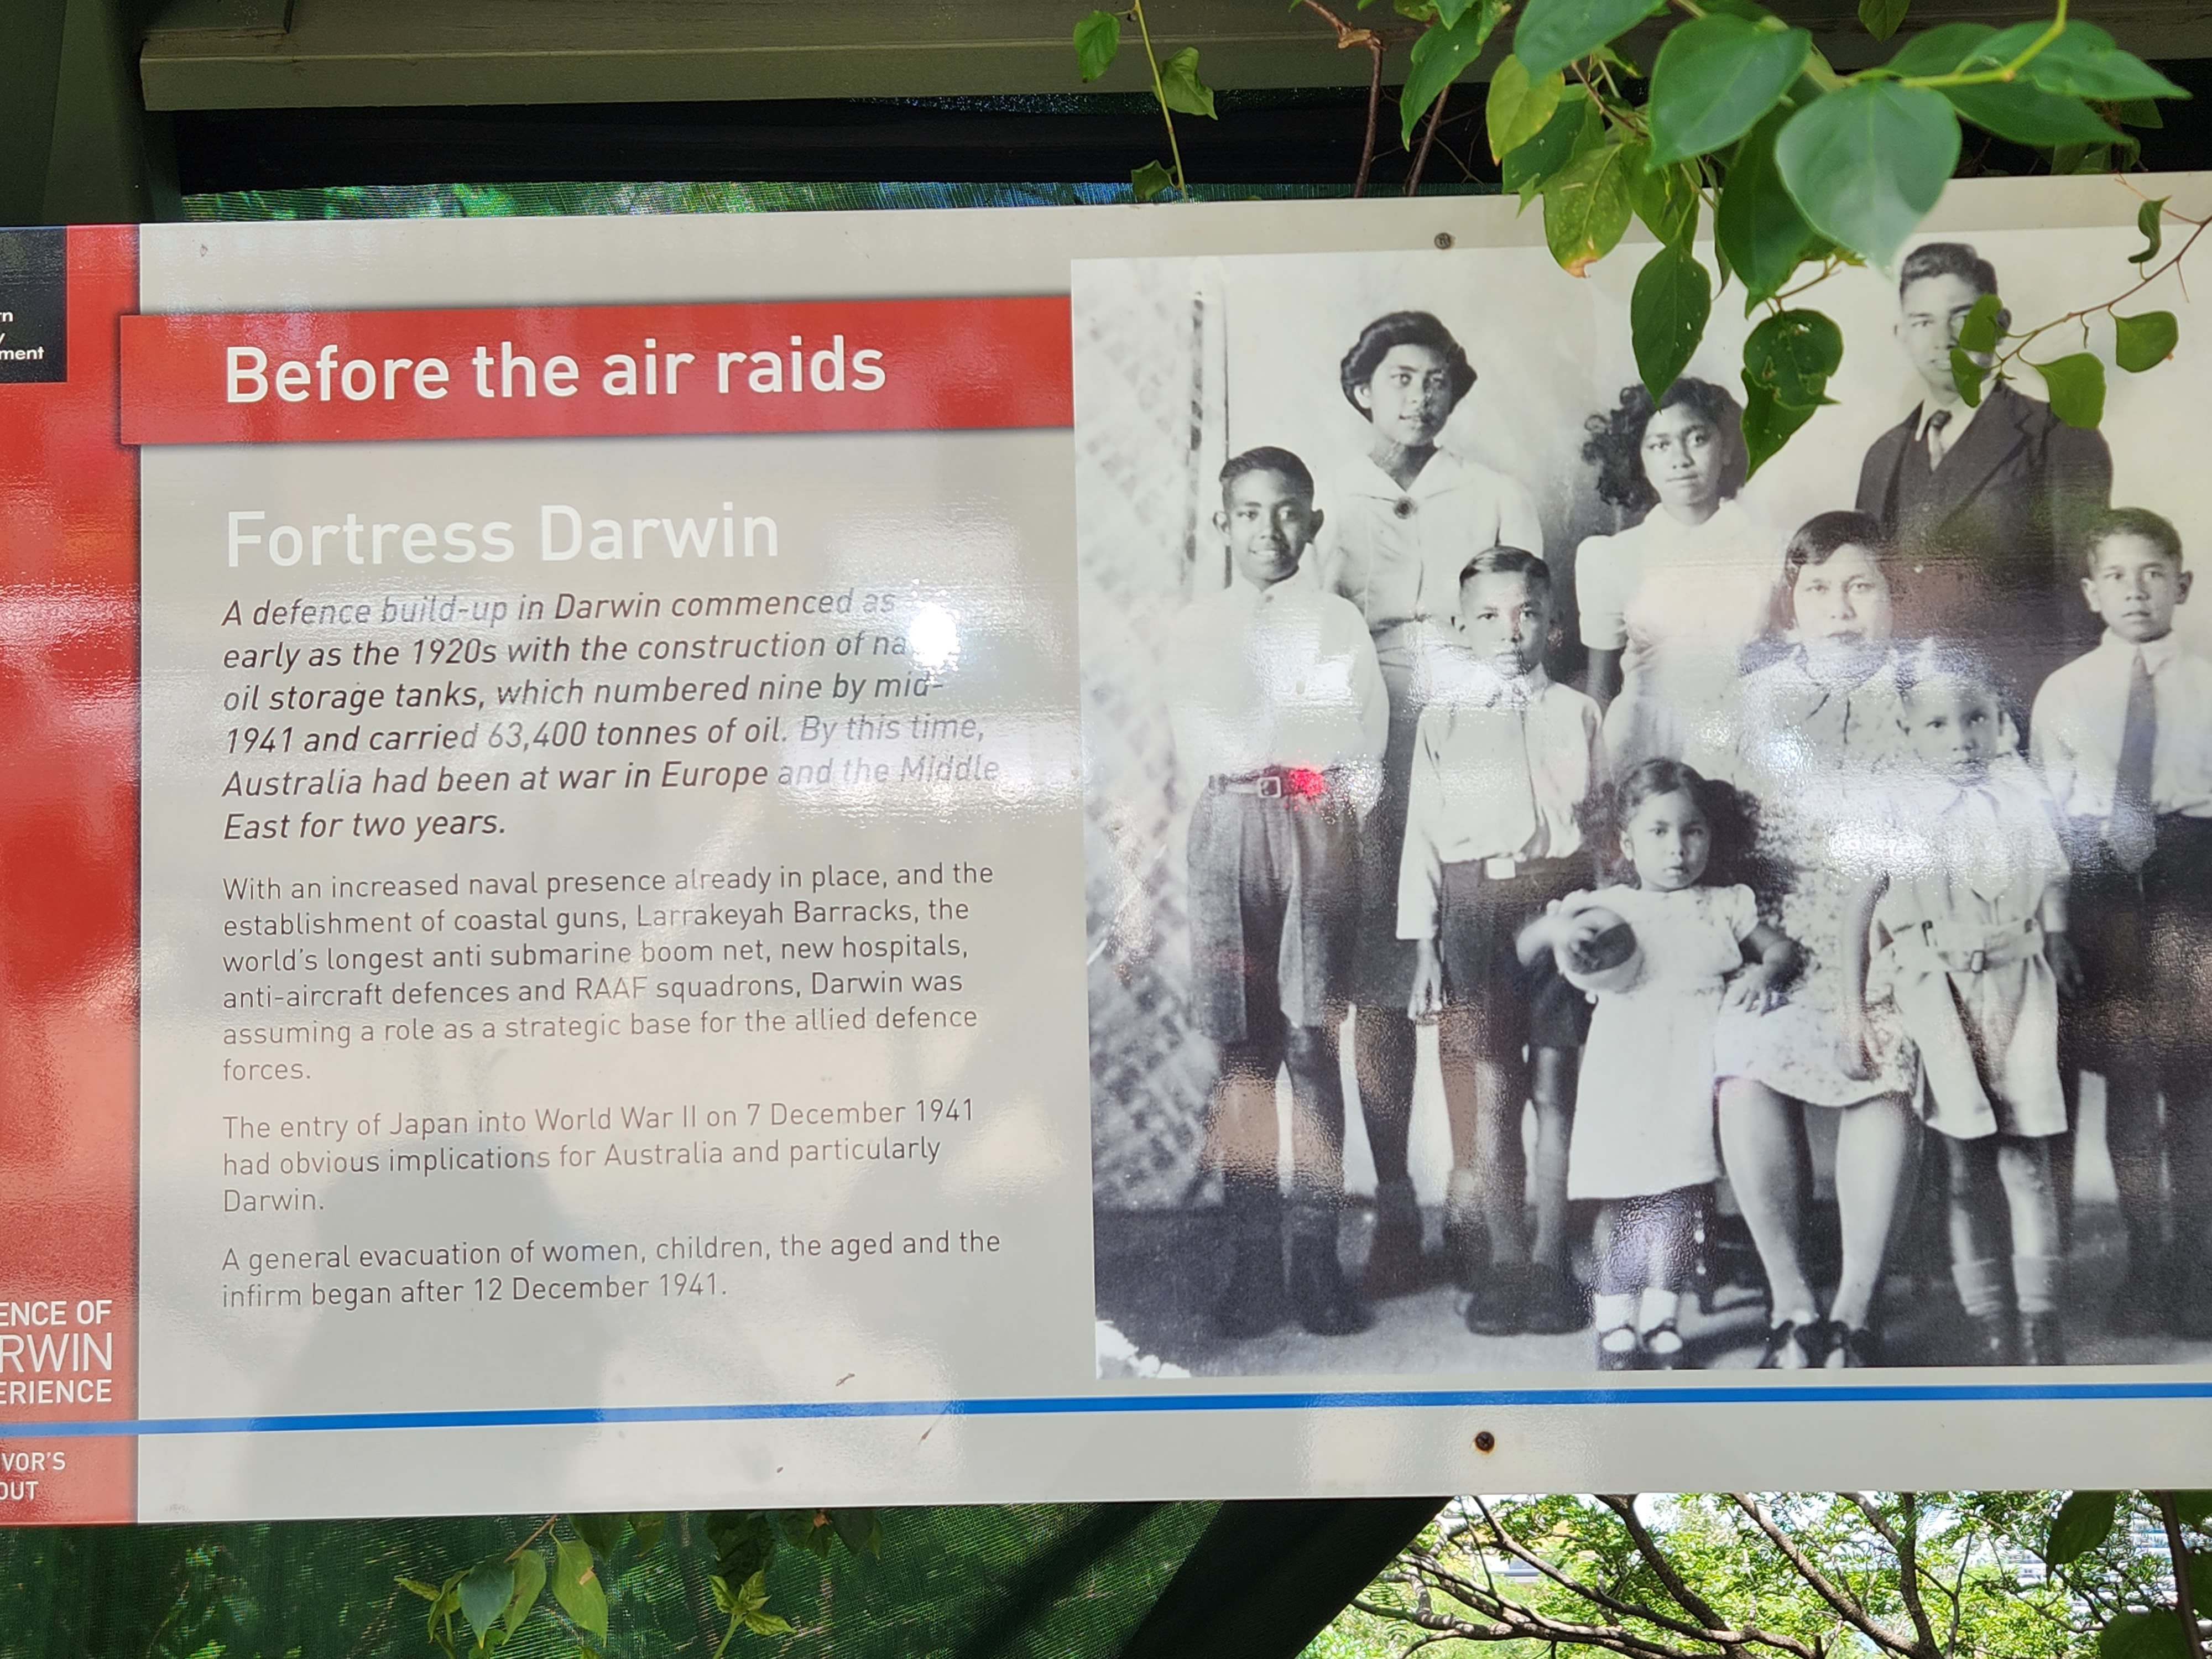 rn
y
ment
Before the air raids
Fortress Darwin
A defence build-up in Darwin commenced as
early as the 1920s with the construction of na
oil storage tanks, which numbered nine by mid-
1941 and carried 63,400 tonnes of oil. By this time,
Australia had been at war in Europe and the Middle
East for two years.
With an increased naval presence already in place, and the
establishment of coastal guns, Larrakeyah Barracks, the
world's longest anti submarine boom net, new hospitals,
anti-aircraft defences and RAAF squadrons, Darwin was
assuming a role as a strategic base for the allied defence
forces.
The entry of Japan into World War II on 7 December 1941
had obvious implications for Australia and particularly
Darwin.
A general evacuation of women, children, the aged and the
infirm began after 12 December 1941.
ENCE OF
RWIN
ERIENCE
VOR'S
OUT